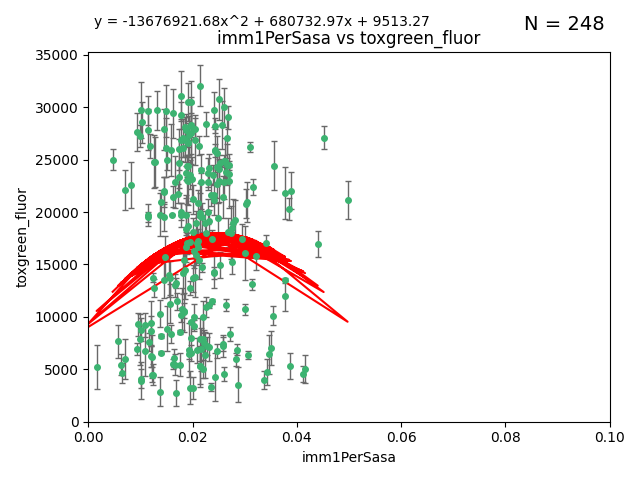 y = -13676921.68x^2 + 680732.97x + 9513.27
N = 248
imm1PerSasa vs toxgreen_fluor
35000
30000
25000
20000
15000
10000
5000
0
toxgreen_fluor
0.00 0.02 0.04 0.06 0.08 0.10
imm1PerSasa